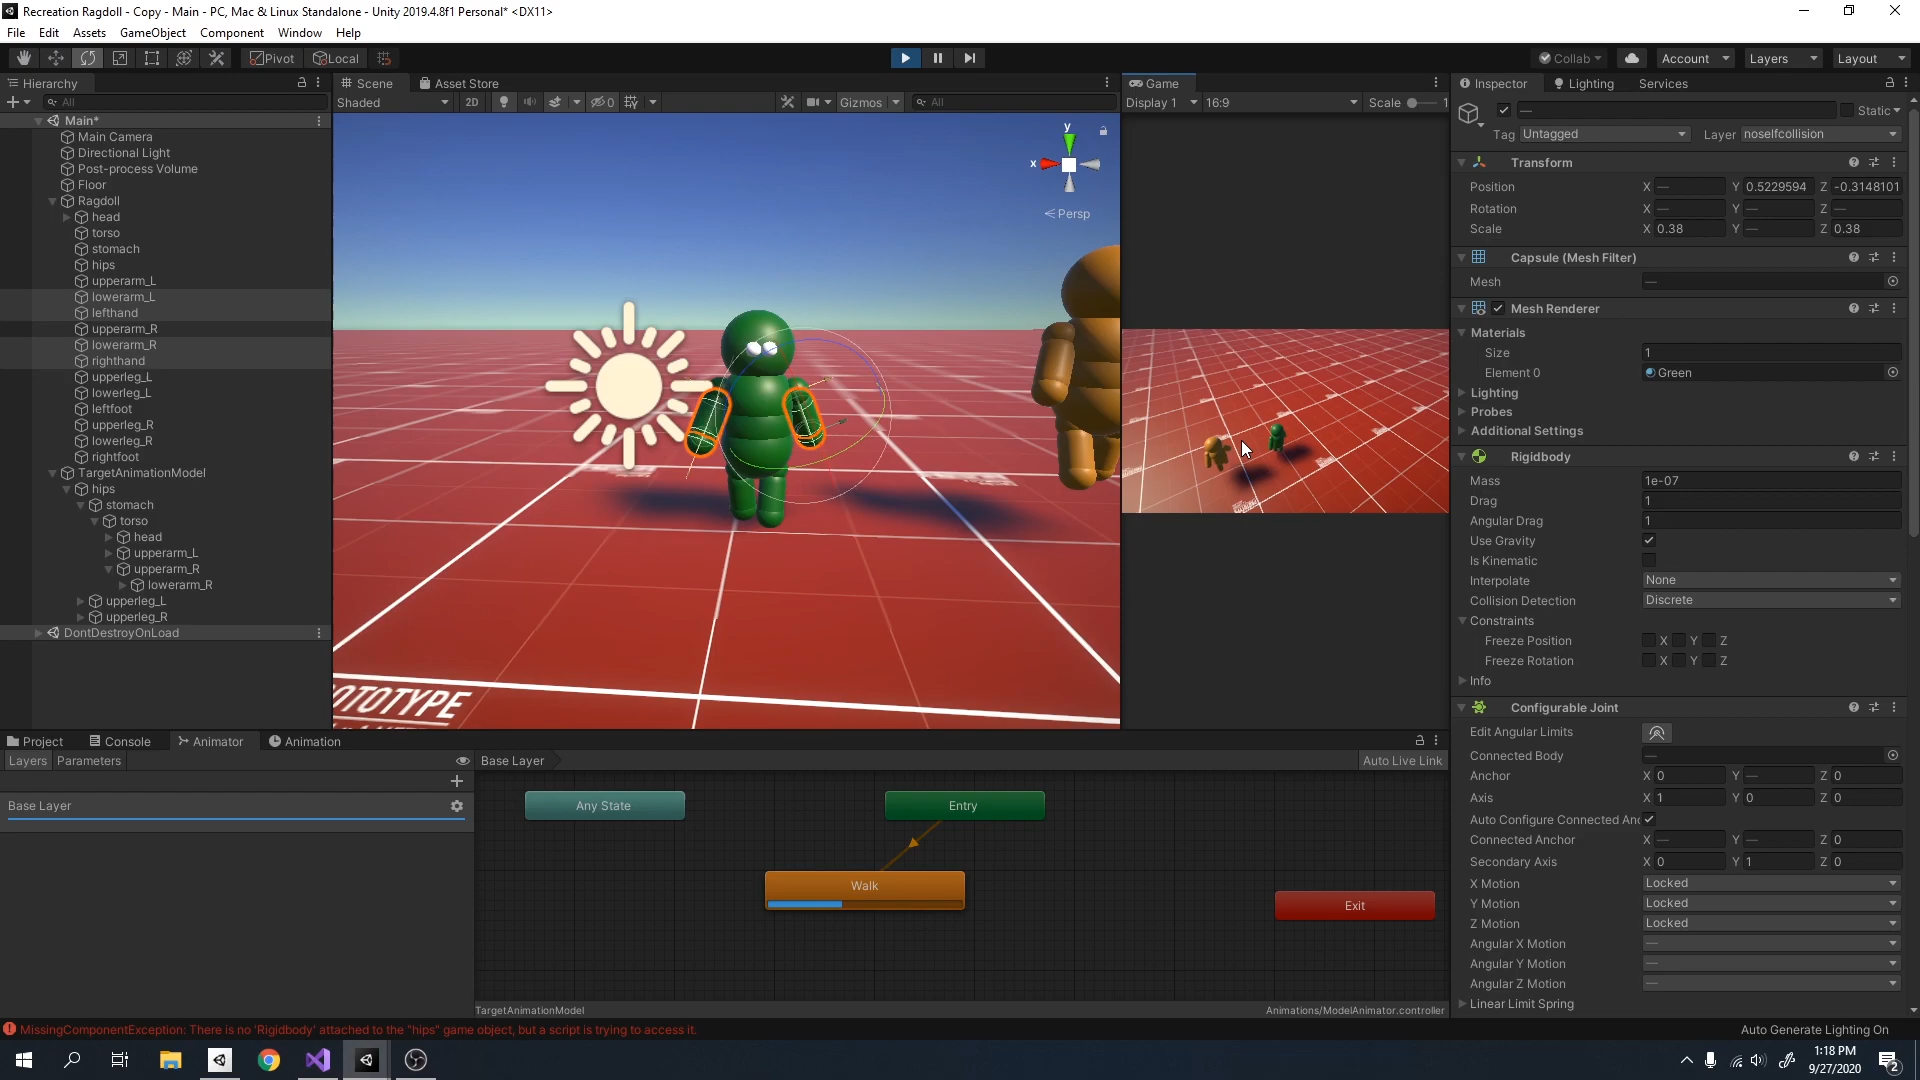 Recreation Ragdoll - Copy - Main - PC, Mac & Linux Standalone - Unity 2019.4.8f1 Personal* <DX11>
File Edit Assets GameObject Component Window Help
Pivot Local Collab Account Layers Layout
Hierarchy Scene Asset Store Game Inspector Lighting Services
All Shaded 2D 0 Gizmos All Display 1 16:9 Scale 1
Main*
Main Camera
Directional Light
Post-process Volume
Floor
Ragdoll
head
torso
stomach
hips
upperarm_L
lowerarm_L
lefthand
upperarm_R
lowerarm_R
righthand
upperleg_L
lowerleg_L
leftfoot
upperleg_R
lowerleg_R
rightfoot
TargetAnimationModel
hips
stomach
torso
head
upperarm_L
upperarm_R
lowerarm_R
upperleg_L
upperleg_R
DontDestroyOnLoad
y
x
Persp
OTOTYPE
— Static
Tag Untagged Layer noselfcollision
Transform
Position X — Y 0.5229594 Z -0.3148101
Rotation X — Y — Z —
Scale X 0.38 Y — Z 0.38
Capsule (Mesh Filter)
Mesh —
Mesh Renderer
Materials
Size 1
Element 0 Green
Lighting
Probes
Additional Settings
Rigidbody
Mass 1e-07
Drag 1
Angular Drag 1
Use Gravity
Is Kinematic
Interpolate None
Collision Detection Discrete
Constraints
Freeze Position X Y Z
Freeze Rotation X Y Z
Info
Configurable Joint
Edit Angular Limits
Connected Body —
Anchor X 0 Y — Z 0
Axis X 1 Y 0 Z 0
Auto Configure Connected Anc
Connected Anchor X — Y — Z 0
Secondary Axis X 0 Y 1 Z 0
X Motion Locked
Y Motion Locked
Z Motion Locked
Angular X Motion —
Angular Y Motion —
Angular Z Motion —
Linear Limit Spring
Project Console Animator Animation
Layers Parameters Base Layer Auto Live Link
Base Layer
Any State Entry
Walk
Exit
TargetAnimationModel Animations/ModelAnimator.controller
MissingComponentException: There is no 'Rigidbody' attached to the "hips" game object, but a script is trying to access it.
Auto Generate Lighting On
1:18 PM
9/27/2020
2